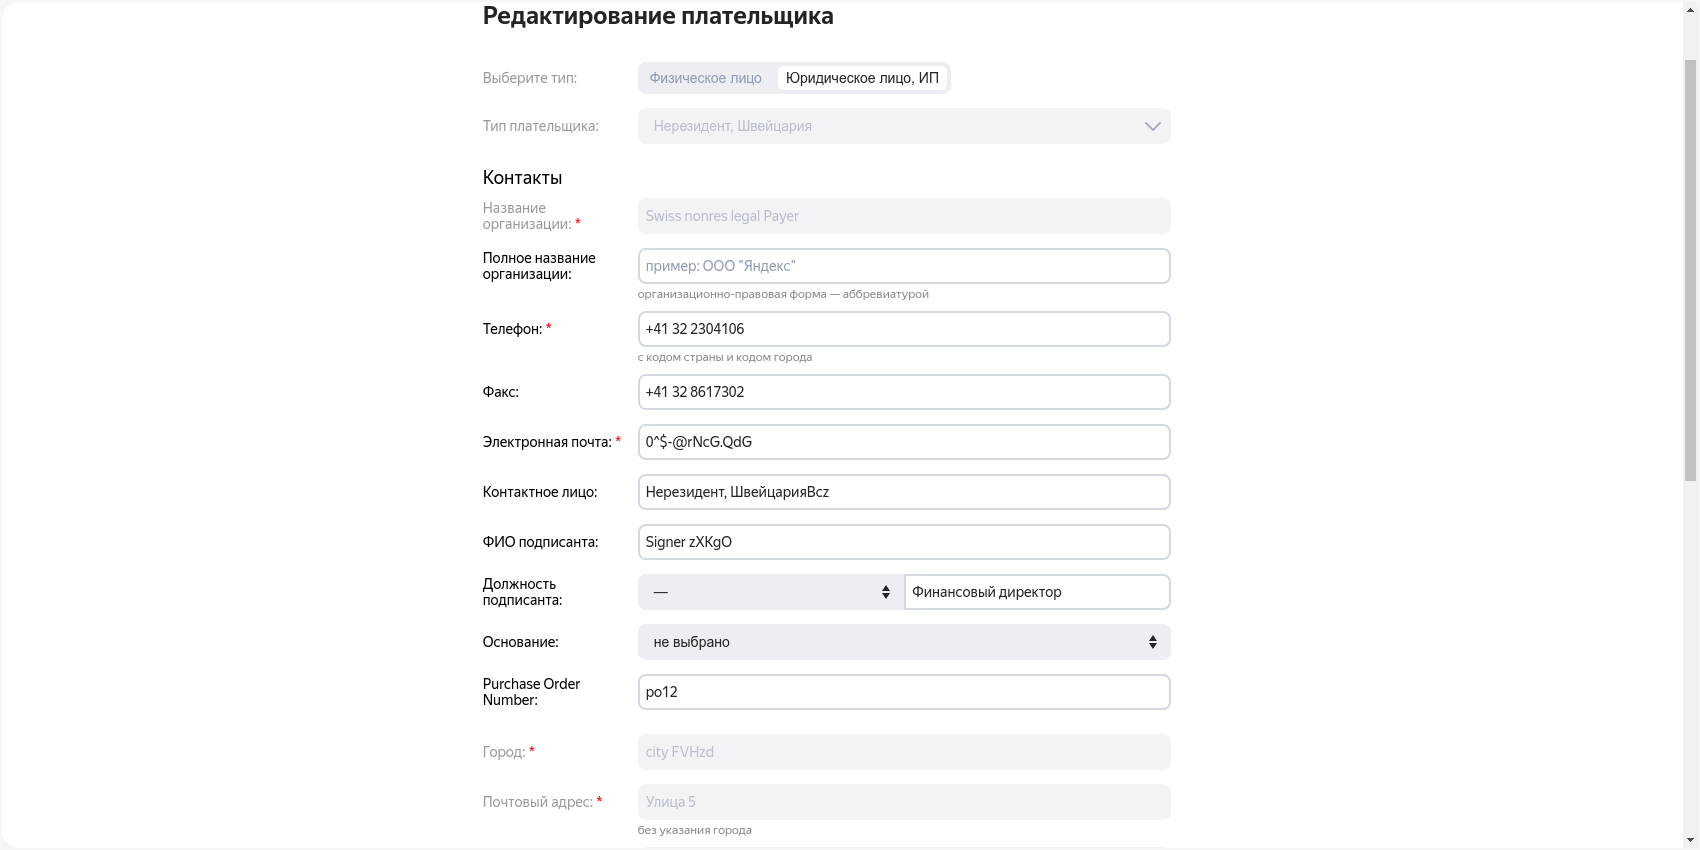 Редактирование плательщика
Выберите тип:
Физическое лицо
Юридическое лицо, ИП
Тип плательщика:
Нерезидент, Швейцария
Контакты
Название
организации: *
Swiss nonres legal Payer
Полное название
организации:
пример: ООО "Яндекс"
организационно-правовая форма — аббревиатурой
Телефон: *
+41 32 2304106
с кодом страны и кодом города
Факс:
+41 32 8617302
Электронная почта: *
0^$-@rNcG.QdG
Контактное лицо:
Нерезидент, ШвейцарияBcz
ФИО подписанта:
Signer zXKgO
Должность
подписанта:
—
Финансовый директор
Основание:
не выбрано
Purchase Order
Number:
po12
Город: *
city FVHzd
Почтовый адрес: *
Улица 5
без указания города